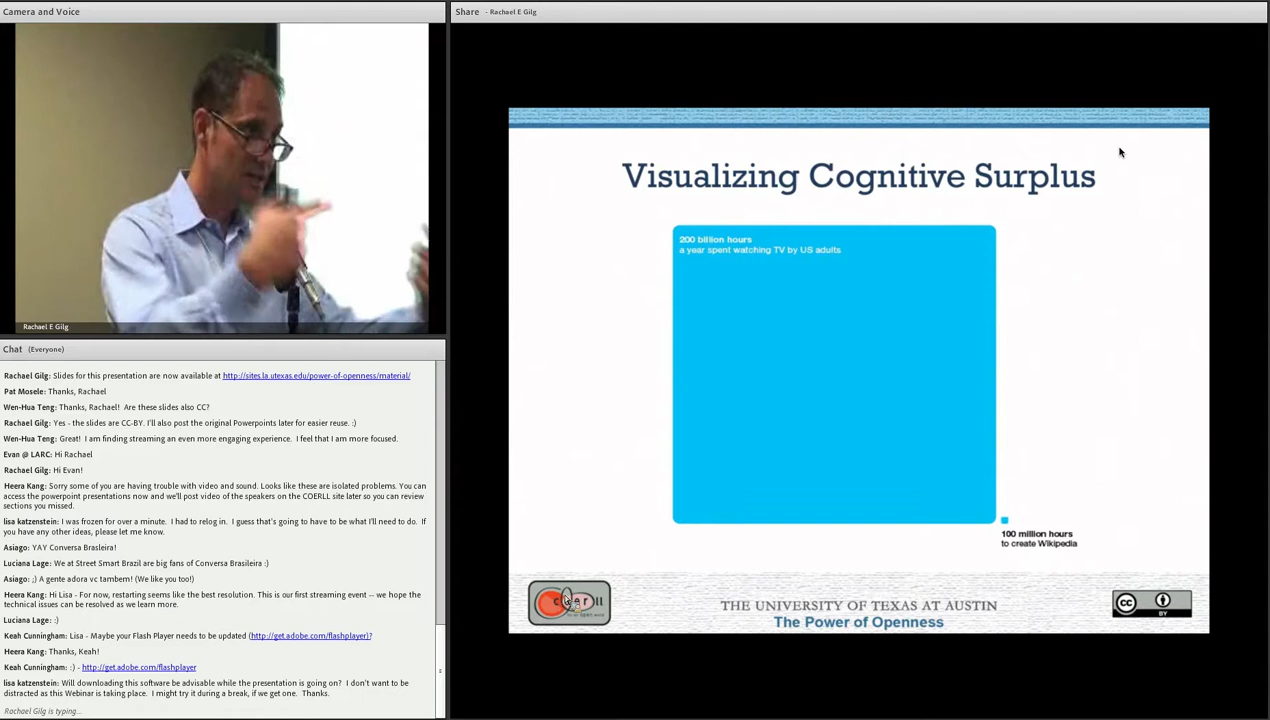 Camera and Voice
Rachael E Gilg
Chat (Everyone)
Rachael Gilg: Slides for this presentation are now available at http://sites.la.utexas.edu/power-of-openness/material/
Pat Mosele: Thanks, Rachael
Wen-Hua Teng: Thanks, Rachael! Are these slides also CC?
Rachael Gilg: Yes - the slides are CC-BY. I'll also post the original Powerpoints later for easier reuse. :)
Wen-Hua Teng: Great! I am finding streaming an even more engaging experience. I feel that I am more focused.
Evan @ LARC: Hi Rachael
Rachael Gilg: Hi Evan!
Heera Kang: Sorry some of you are having trouble with video and sound. Looks like these are isolated problems. You can
access the powerpoint presentations now and we'll post video of the speakers on the COERLL site later so you can review
sections you missed.
lisa katzenstein: I was frozen for over a minute. I had to relog in. I guess that's going to have to be what I'll need to do. If
you have any other ideas, please let me know.
Asiago: YAY Conversa Brasleira!
Luciana Lage: We at Street Smart Brazil are big fans of Conversa Brasileira :)
Asiago: ;) A gente adora vc tambem! (We like you too!)
Heera Kang: Hi Lisa - For now, restarting seems like the best resolution. This is our first streaming event -- we hope the
technical issues can be resolved as we learn more.
Luciana Lage: :)
Keah Cunningham: Lisa - Maybe your Flash Player needs to be updated (http://get.adobe.com/flashplayer)?
Heera Kang: Thanks, Keah!
Keah Cunningham: :) - http://get.adobe.com/flashplayer
lisa katzenstein: Will downloading this software be advisable while the presentation is going on? I don't want to be
distracted as this Webinar is taking place. I might try it during a break, if we get one. Thanks.
Rachael Gilg is typing...
Share - Rachael E Gilg
Visualizing Cognitive Surplus
200 billion hours
a year spent watching TV by US adults
100 million hours
to create Wikipedia
THE UNIVERSITY OF TEXAS AT AUSTIN
The Power of Openness
cc
BY